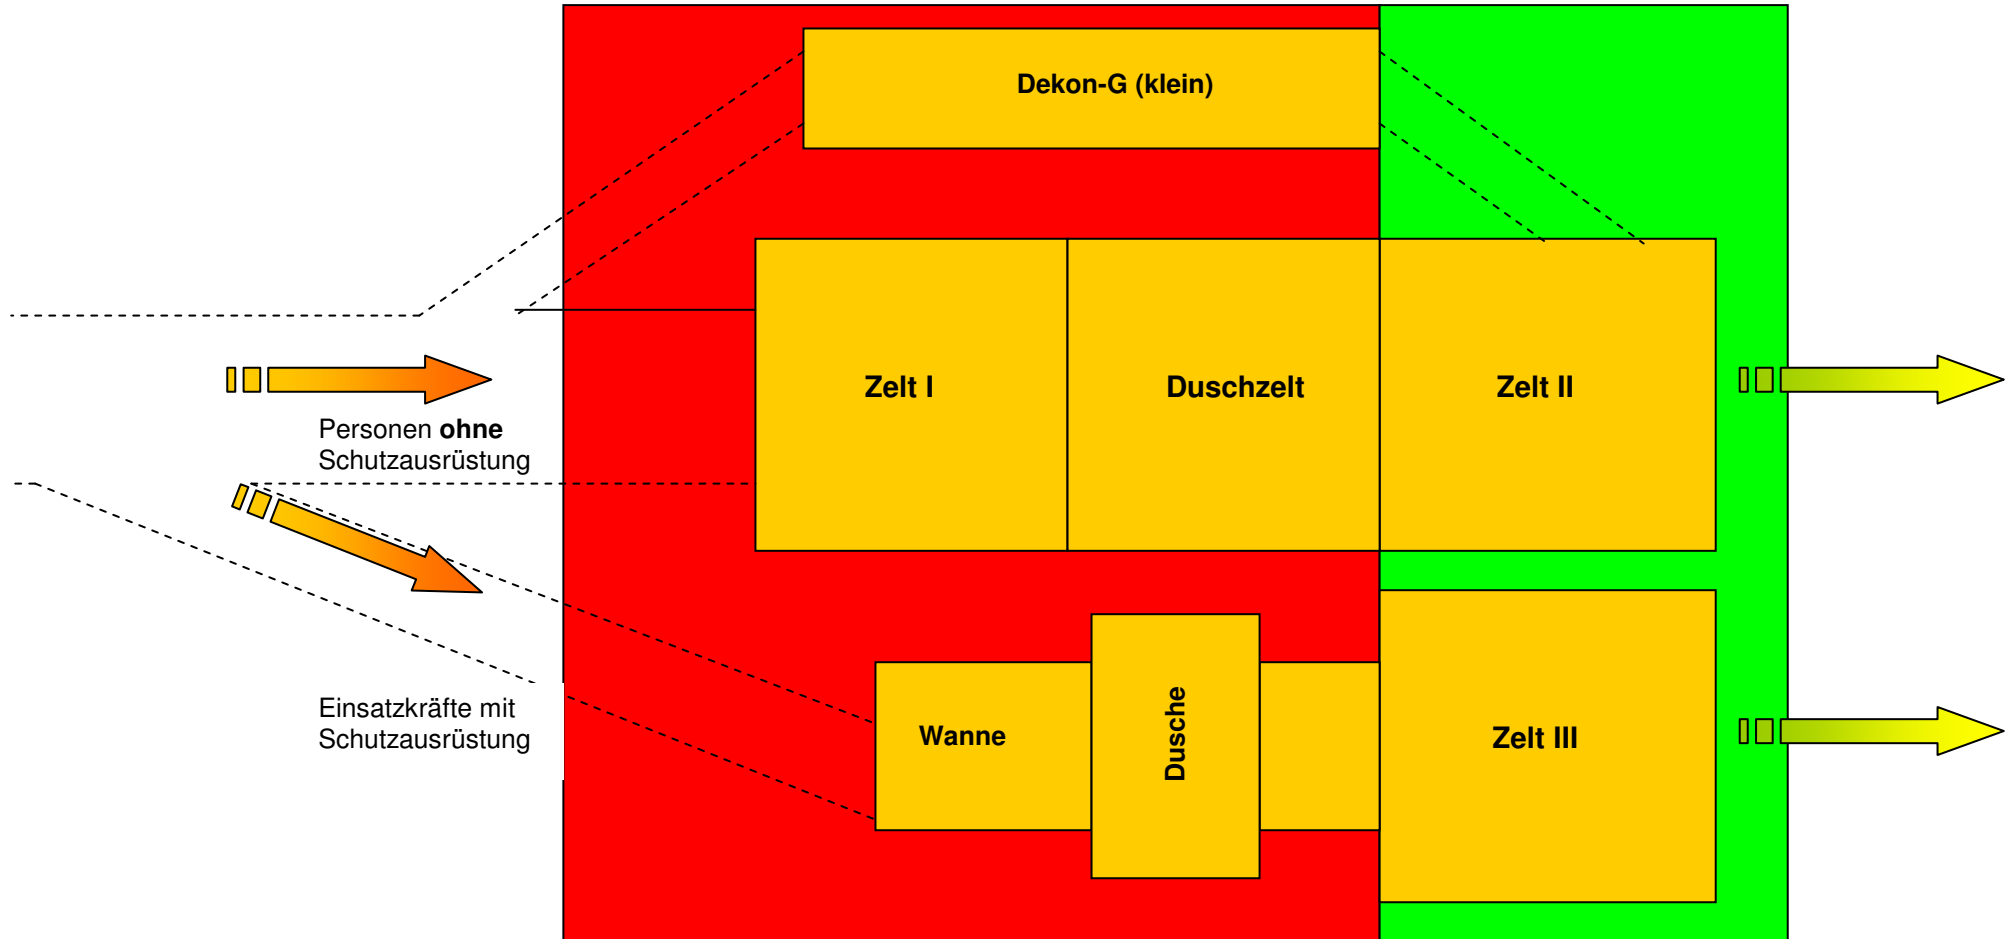 Dekon-G (klein)
Zelt I
Duschzelt
Zelt II
Personen ohne
Schutzausrüstung
Einsatzkräfte mit
Schutzausrüstung
Wanne
Dusche
Zelt III